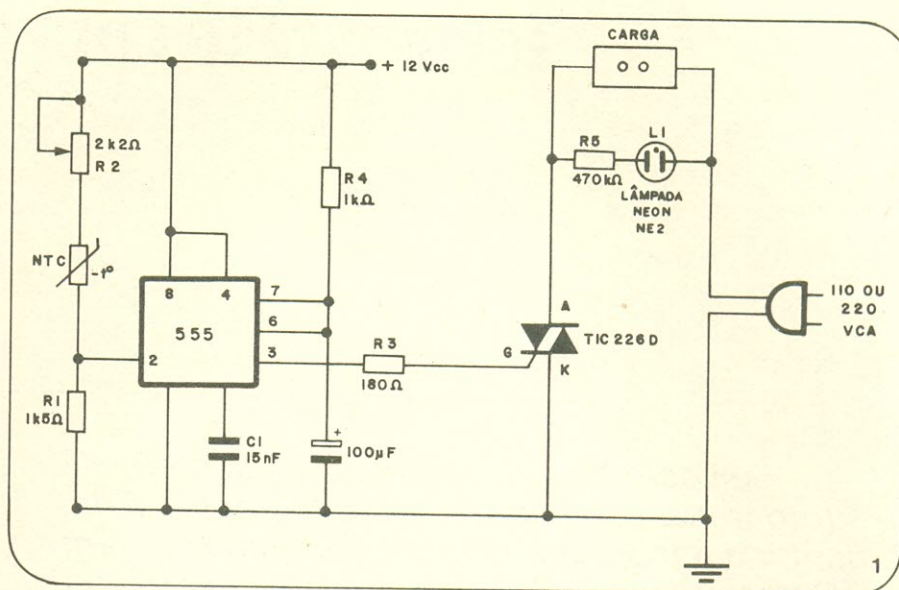 CARGA
+ 12 Vcc
2k2Ω
R2
R4
1kΩ
R5
470kΩ
L1
LÂMPADA
NEON
NE2
NTC
-t°
8 4
7
555
6
2
3
R3
180Ω
A
G
K
TIC 226D
110 OU
220
VCA
R1
1k5Ω
C1
15nF
+
100µF
1